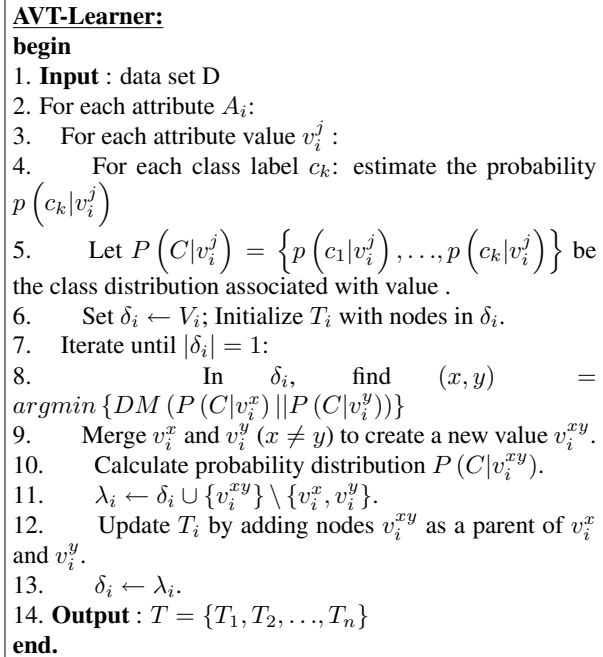 AVT-Learner:
begin
1. Input : data set D
2. For each attribute A_i:
3. For each attribute value v_i^j :
4. For each class label c_k: estimate the probability
p (c_k|v_i^j)
5. Let P (C|v_i^j) = {p (c_1|v_i^j) , . . . , p (c_k|v_i^j)} be
the class distribution associated with value .
6. Set δ_i ← V_i; Initialize T_i with nodes in δ_i.
7. Iterate until |δ_i| = 1:
8. In δ_i, find (x, y) =
argmin {DM (P (C|v_i^x) ||P (C|v_i^y))}
9. Merge v_i^x and v_i^y (x ≠ y) to create a new value v_i^{xy}.
10. Calculate probability distribution P (C|v_i^{xy}).
11. λ_i ← δ_i ∪ {v_i^{xy}} \ {v_i^x, v_i^y}.
12. Update T_i by adding nodes v_i^{xy} as a parent of v_i^x
and v_i^y.
13. δ_i ← λ_i.
14. Output : T = {T_1, T_2, . . . , T_n}
end.